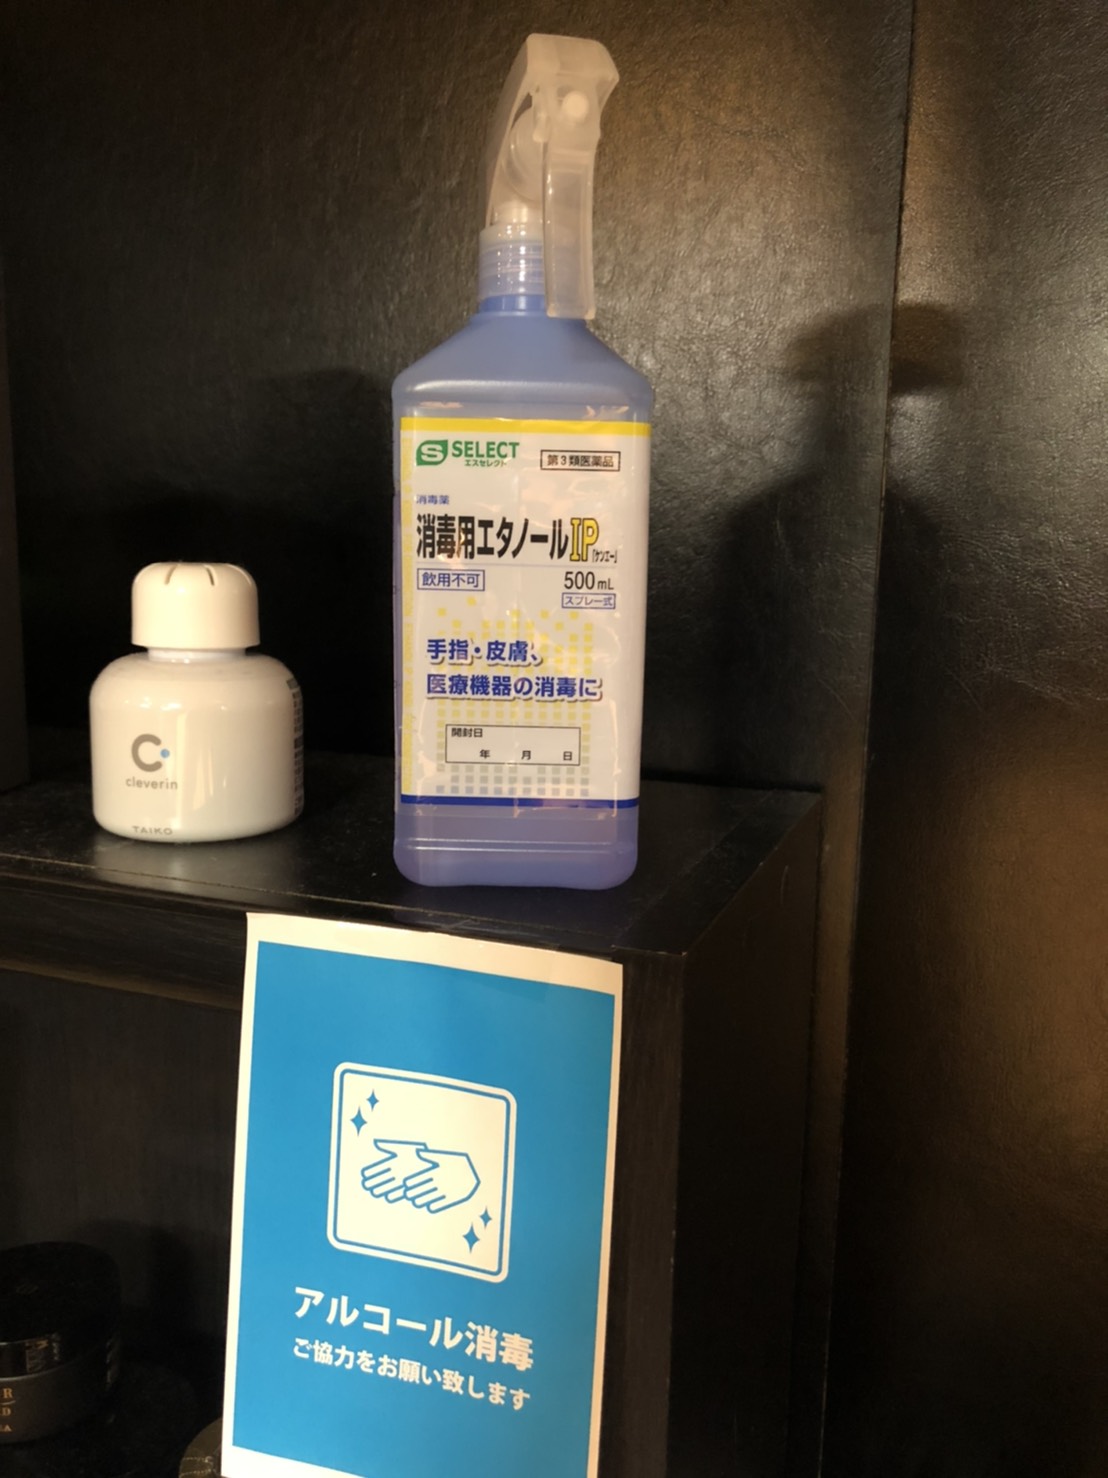 SELECT
エスセレクト
第3類医薬品
消毒薬
消毒用エタノールIP「ケンエー」
飲用不可
500mL
スプレー式
手指・皮膚、
医療機器の消毒に
開封日
年 月 日
cleverin
TAIKO
アルコール消毒
ご協力をお願い致します